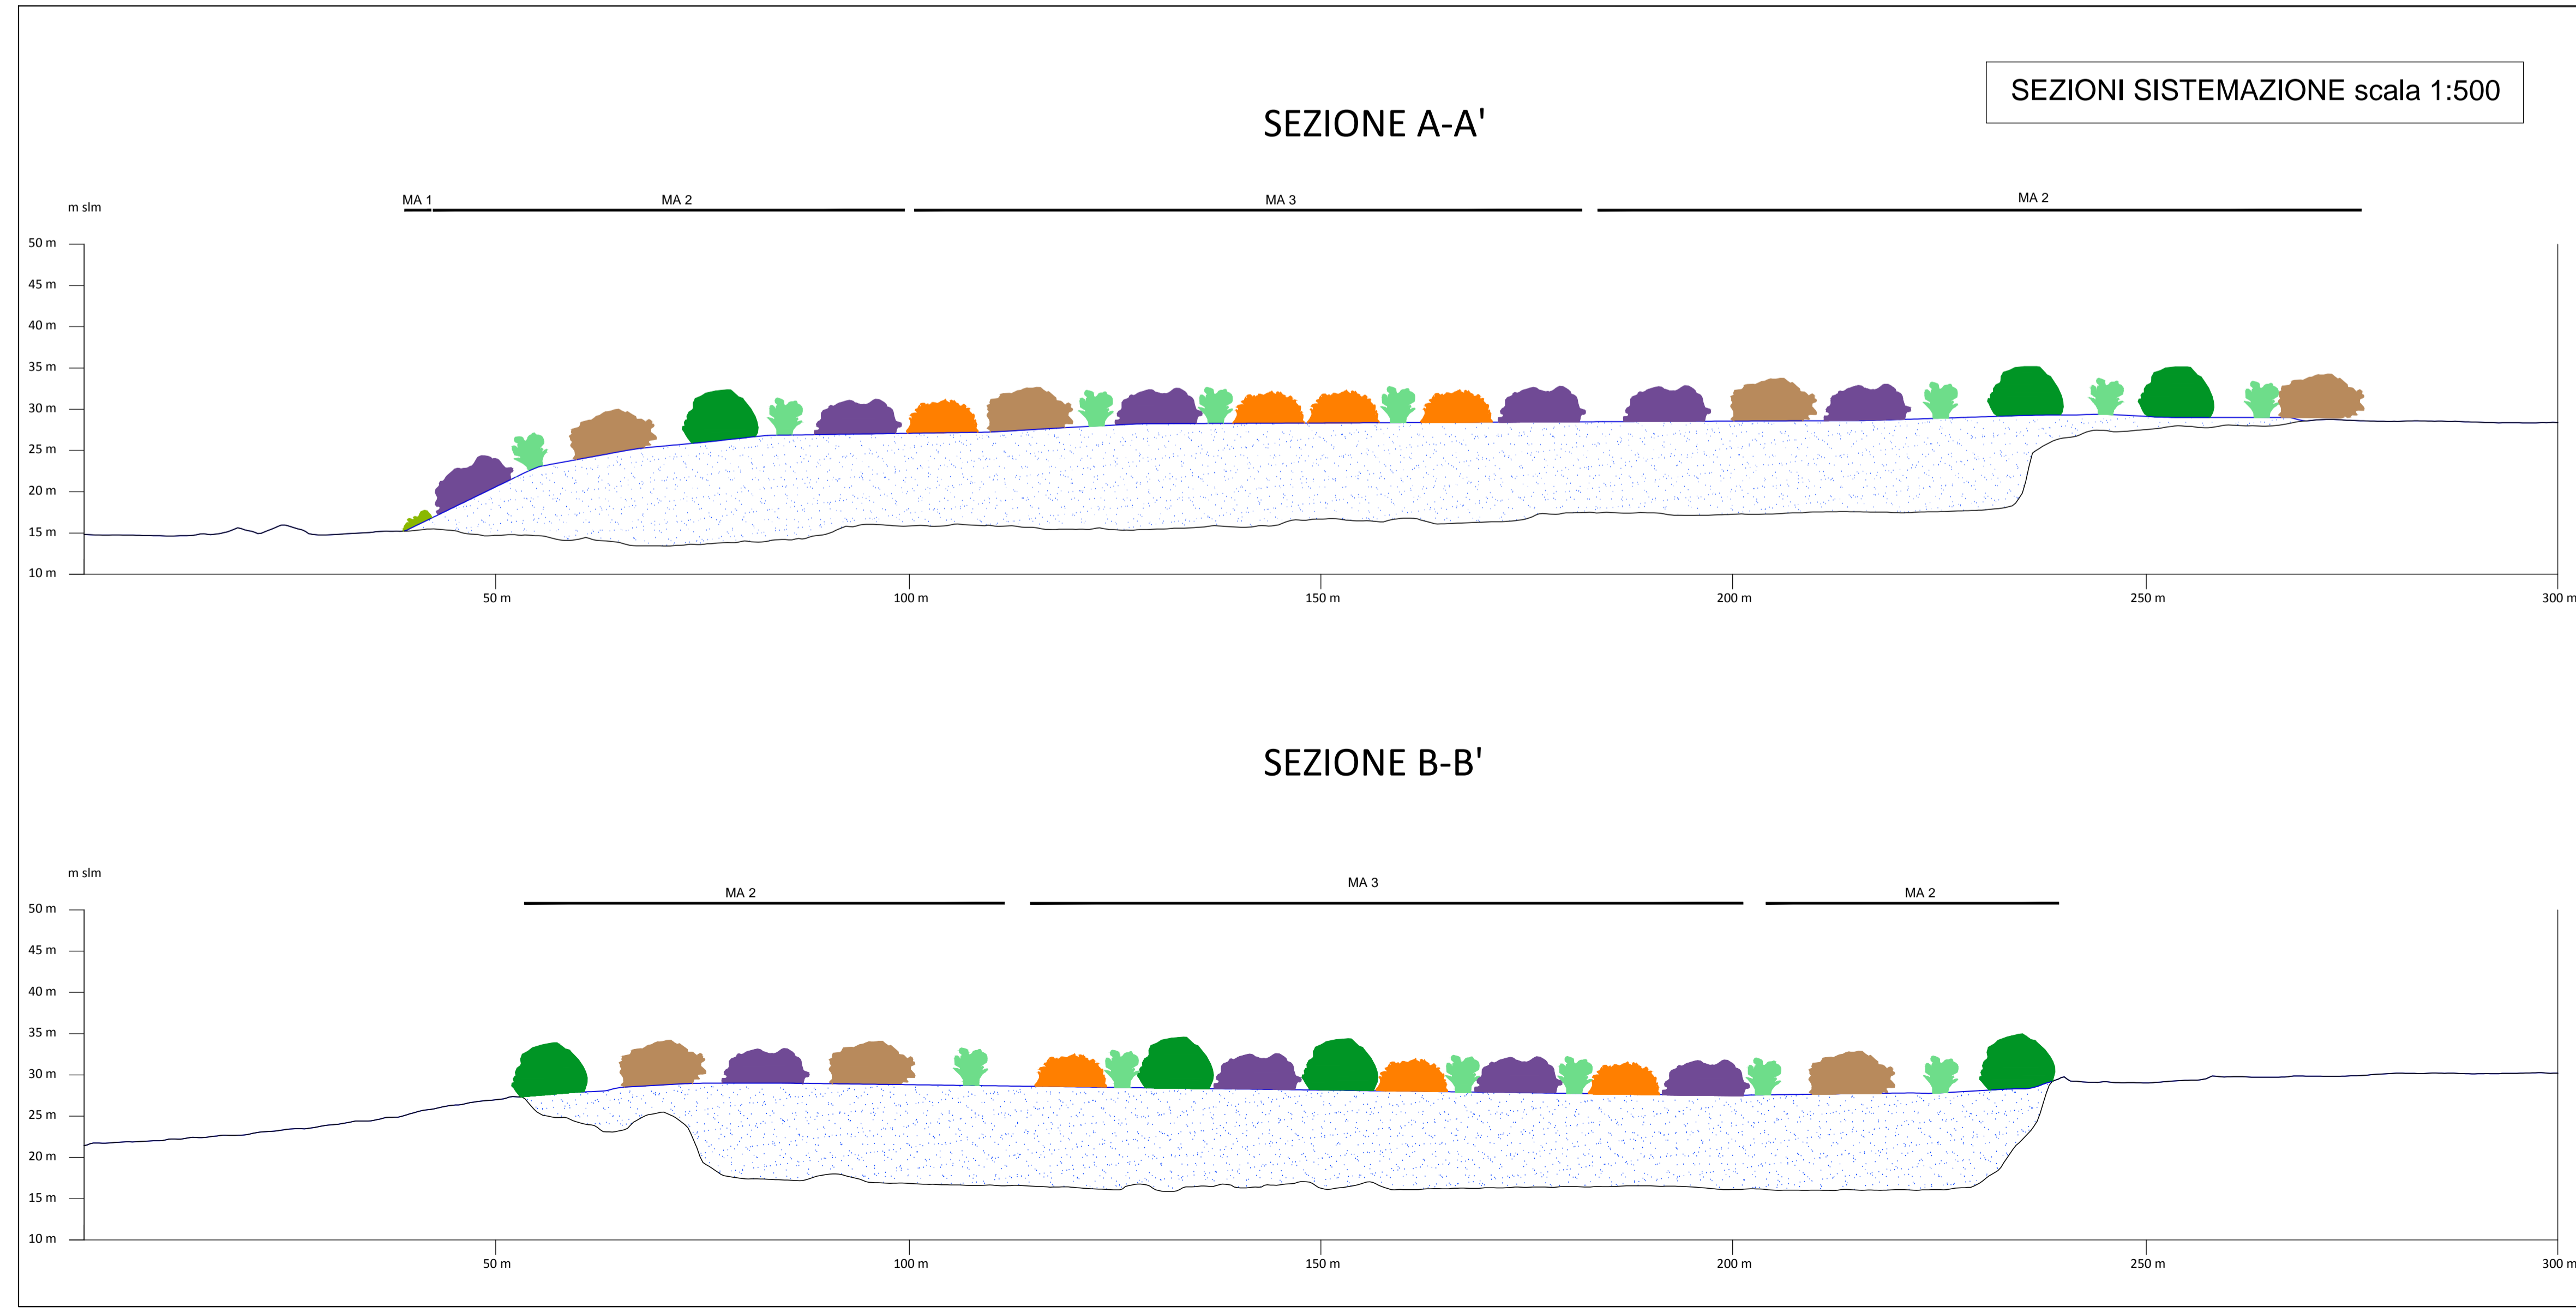 SEZIONI SISTEMAZIONE scala 1:500
SEZIONE A-A'
MA 1
MA 2
MA 3
MA 2
m slm
50 m
45 m
40 m
35 m
30 m
25 m
20 m
15 m
10 m
50 m
100 m
150 m
200 m
250 m
300 m
SEZIONE B-B'
m slm
MA 2
MA 3
MA 2
50 m
45 m
40 m
35 m
30 m
25 m
20 m
15 m
10 m
50 m
100 m
150 m
200 m
250 m
300 m